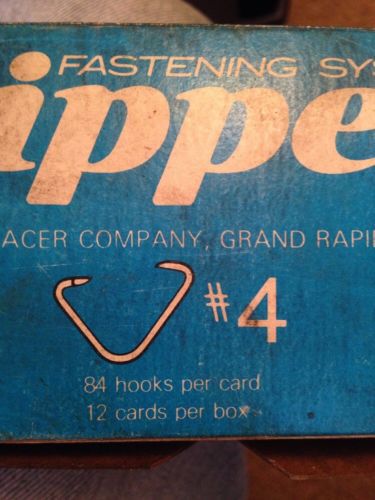 FASTENING SYS
ippe
ACER COMPANY, GRAND RAPI
#4
84 hooks per card
12 cards per box